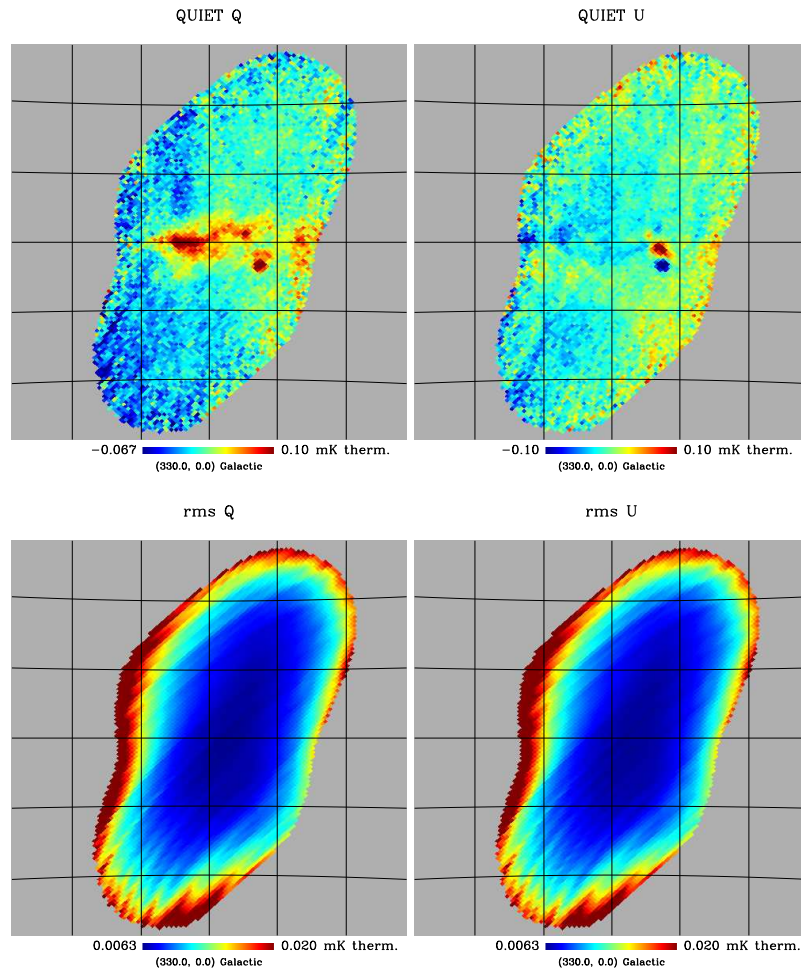 QUIET Q
QUIET U
−0.067 0.10 mK therm.
(330.0, 0.0) Galactic
−0.10 0.10 mK therm.
(330.0, 0.0) Galactic
rms Q
rms U
0.0063 0.020 mK therm.
(330.0, 0.0) Galactic
0.0063 0.020 mK therm.
(330.0, 0.0) Galactic